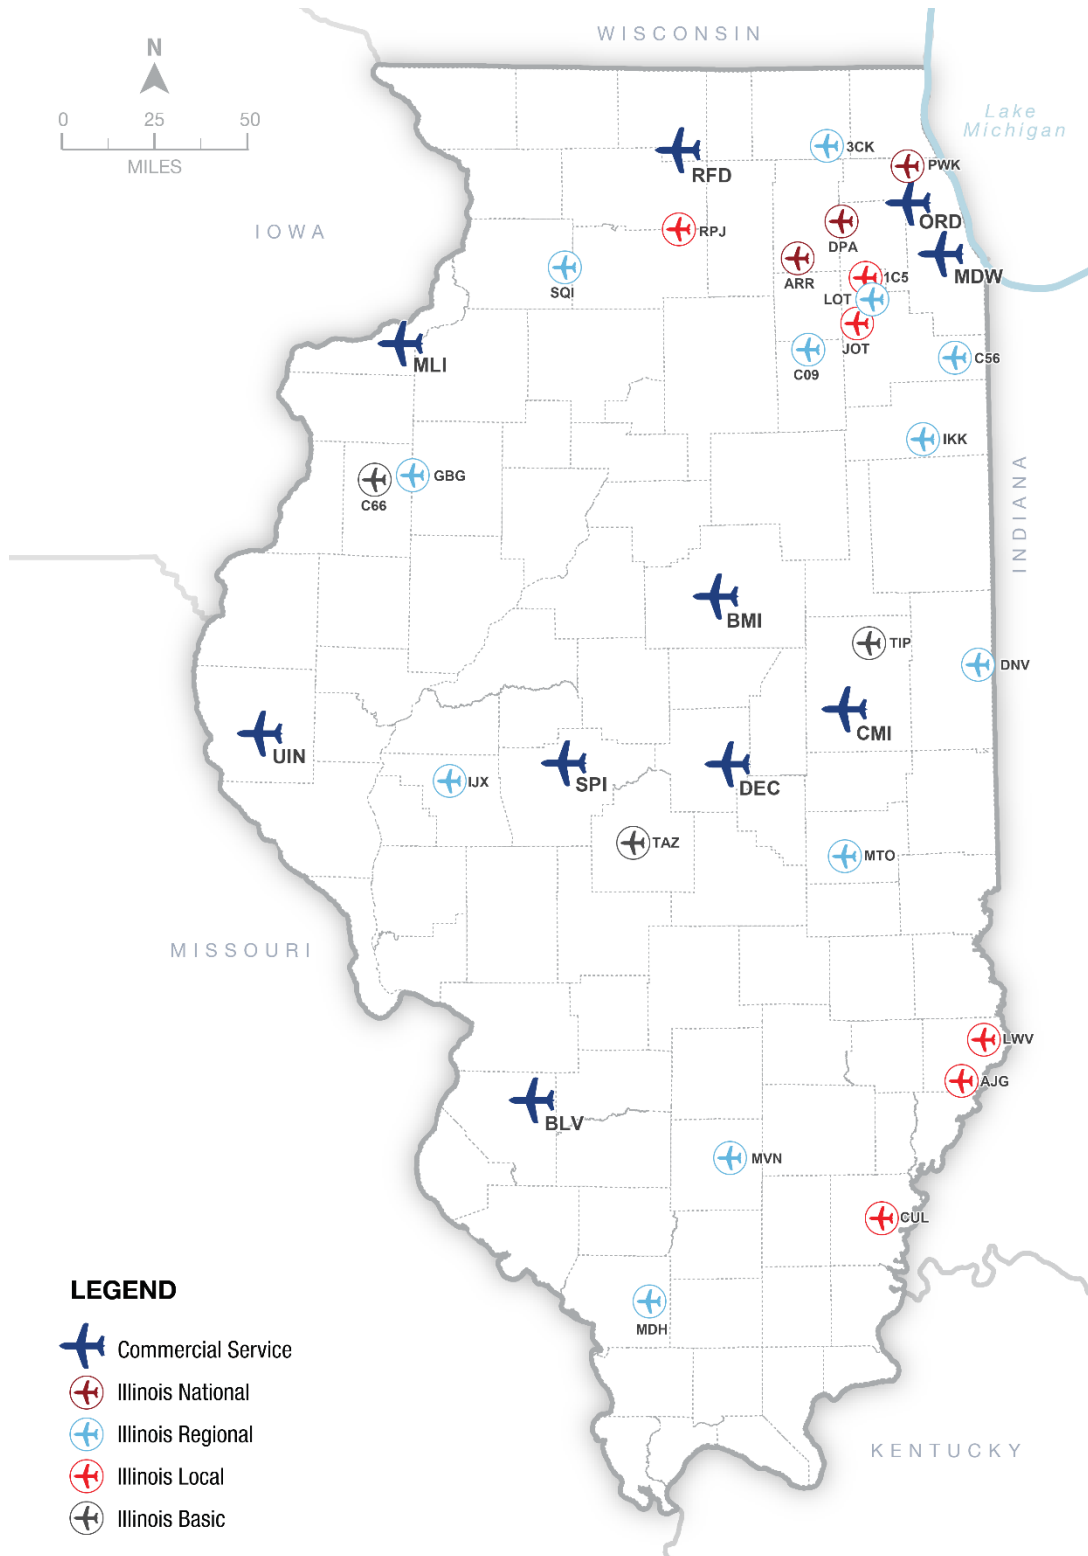 WISCONSIN
N
0 25 50
MILES
Lake
Michigan
3CK
PWK
RFD
ORD
IOWA
RPJ
DPA
MDW
ARR
1C5
SQI
LOT
JOT
MLI
C09
C56
IKK
INDIANA
GBG
C66
BMI
TIP
DNV
CMI
UIN
IJX
SPI
DEC
TAZ
MTO
MISSOURI
LWV
AJG
BLV
MVN
CUL
MDH
KENTUCKY
LEGEND
Commercial Service
Illinois National
Illinois Regional
Illinois Local
Illinois Basic